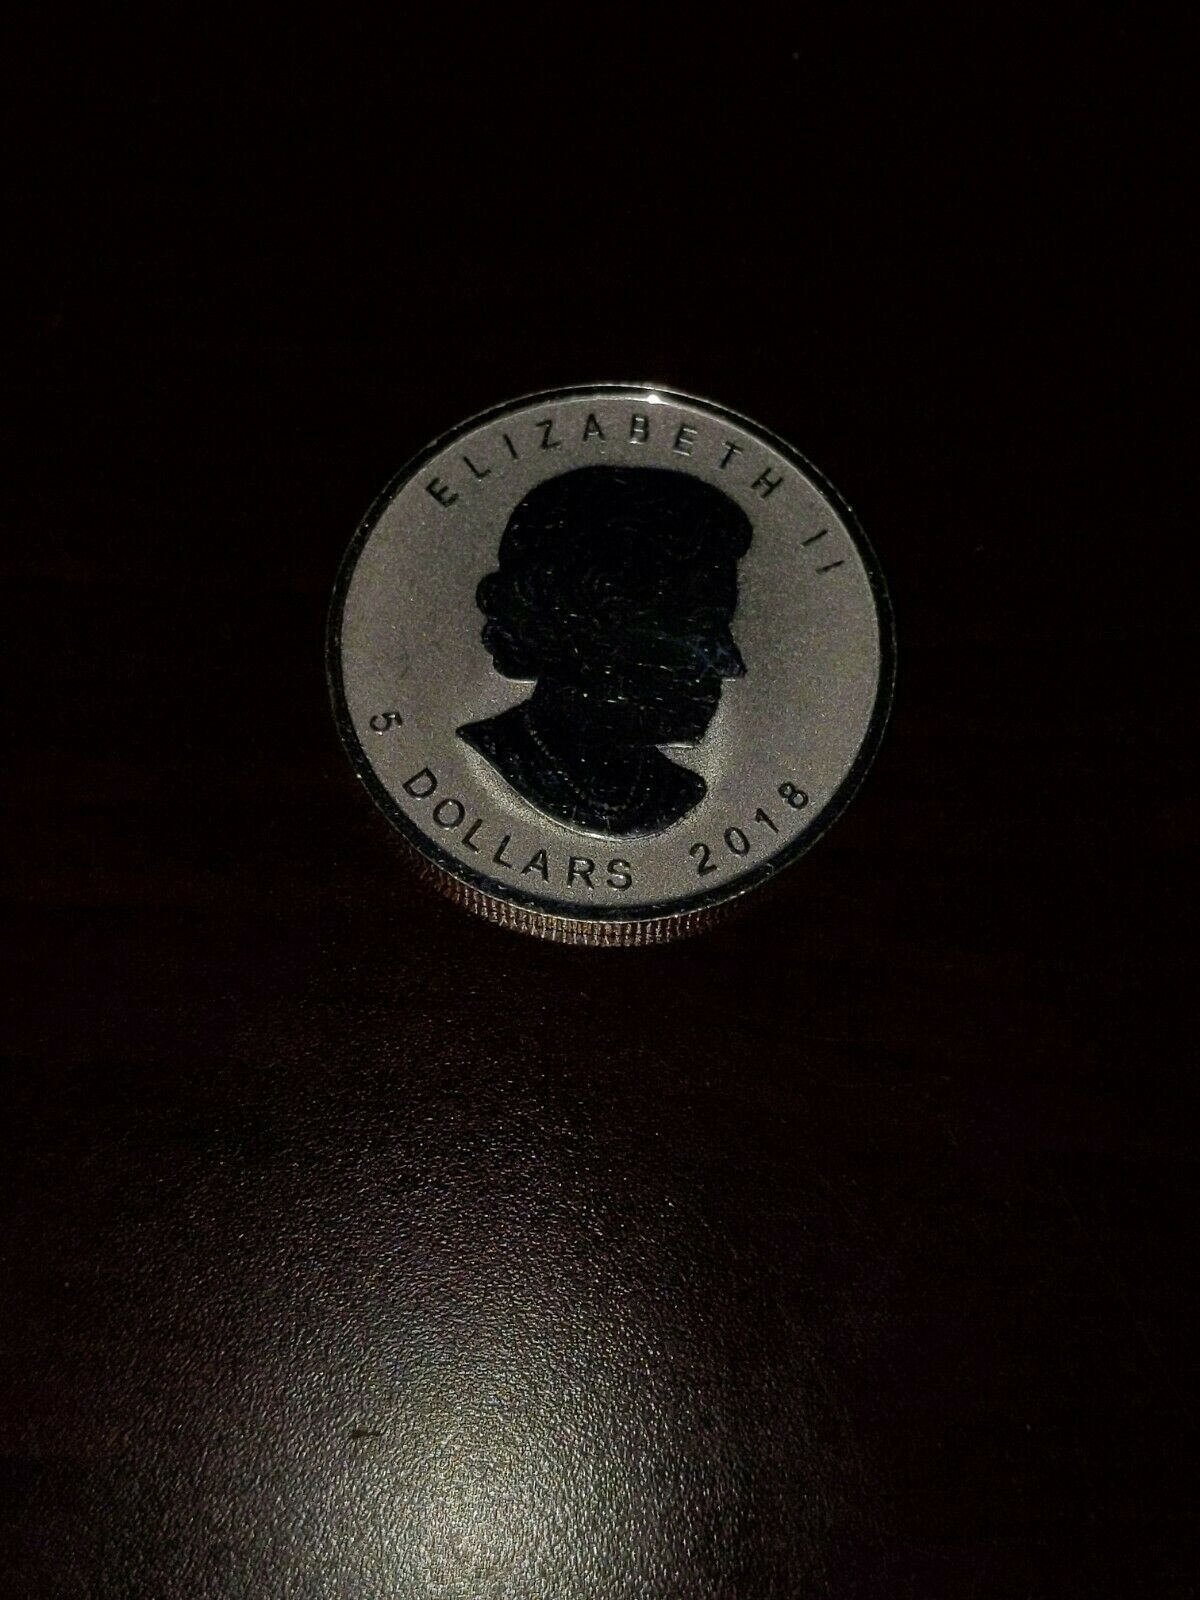 ELIZABETH II
5 DOLLARS 2018